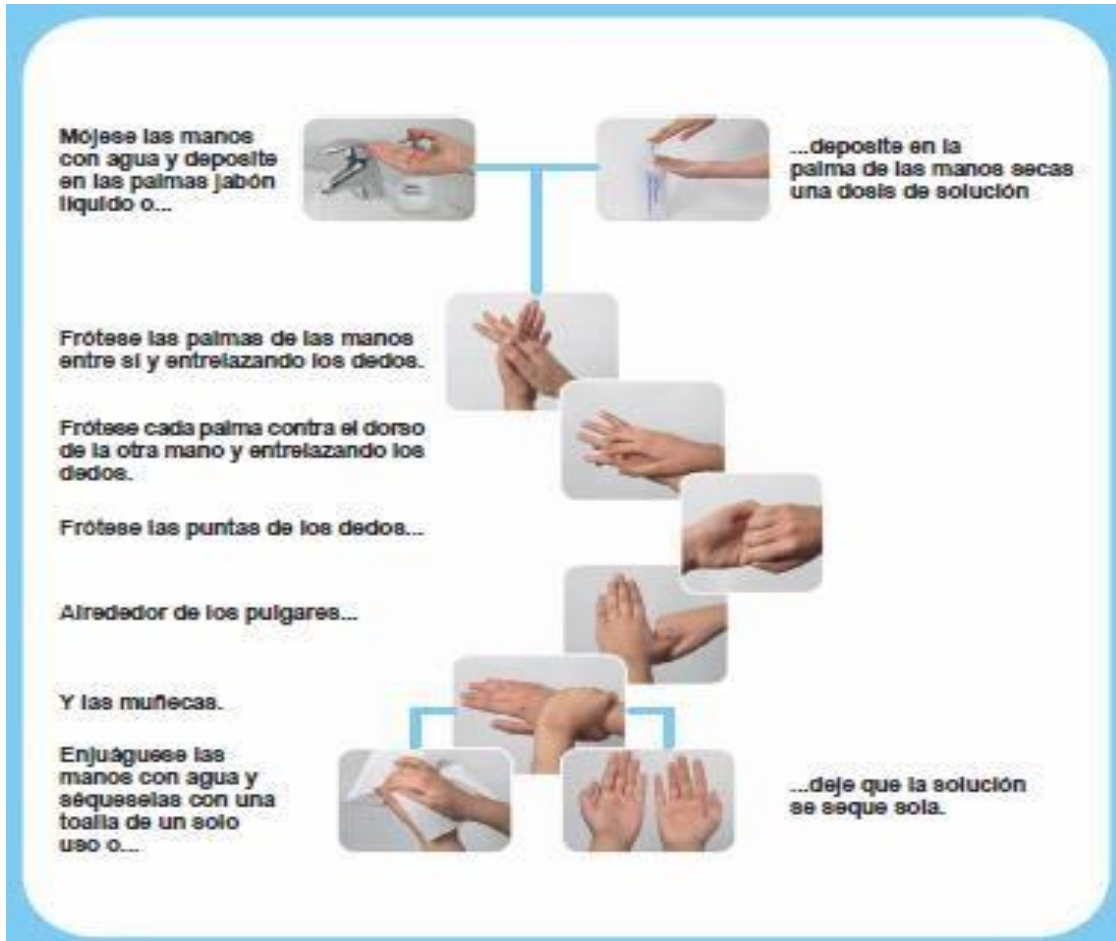 Mójese las manos
con agua y deposite
en las palmas jabón
líquido o...
...deposite en la
palma de las manos secas
una dosis de solución
Frótese las palmas de las manos
entre sí y entrelazando los dedos.
Frótese cada palma contra el dorso
de la otra mano y entrelazando los
dedos.
Frótese las puntas de los dedos...
Alrededor de los pulgares...
Y las muñecas.
Enjuáguese las
manos con agua y
séqueselas con una
toalla de un solo
uso o...
...deje que la solución
se seque sola.